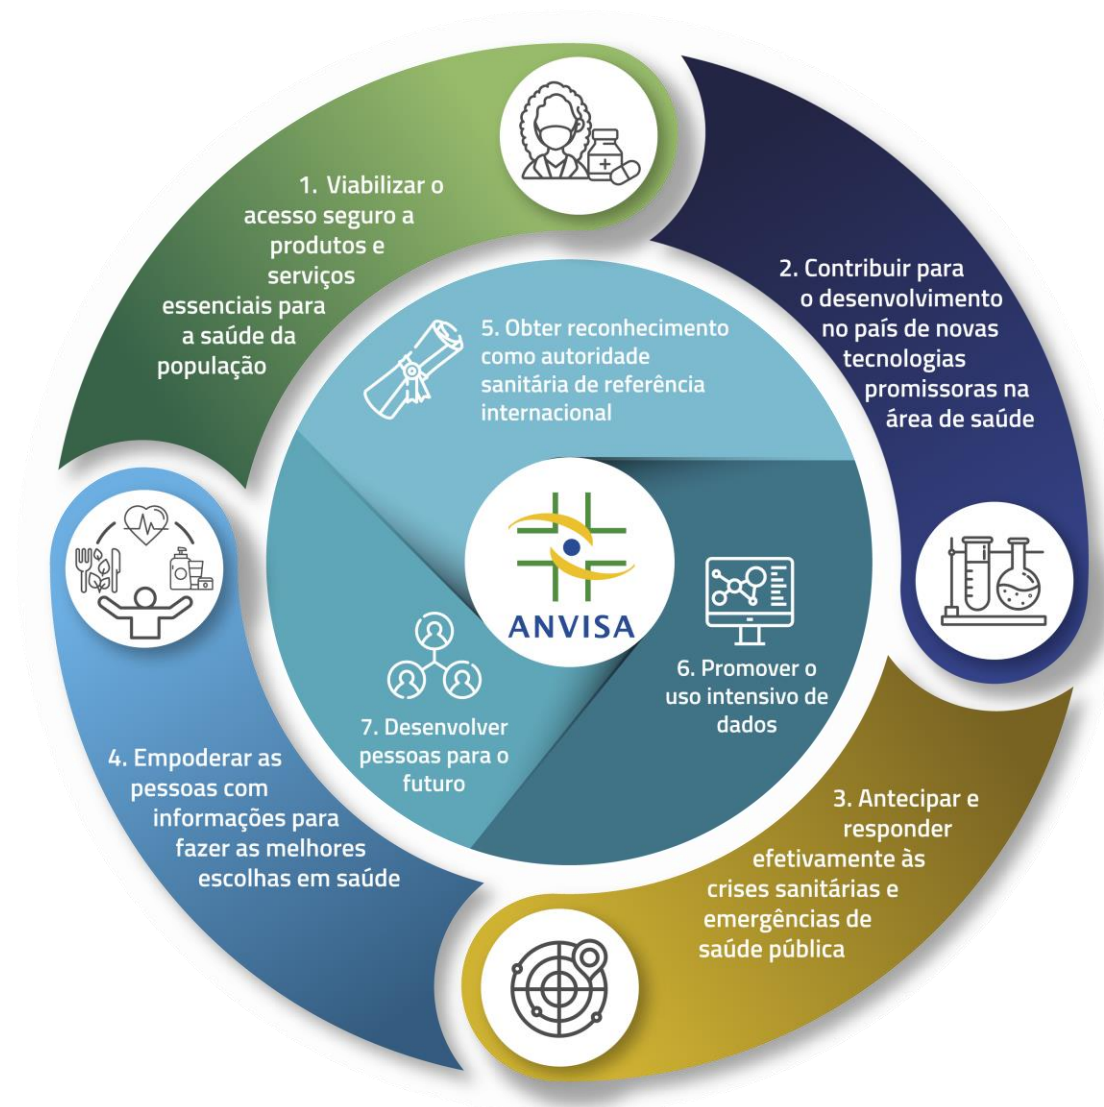 1. Viabilizar o
acesso seguro a
produtos e
serviços
essenciais para
a saúde da
população
2. Contribuir para
o desenvolvimento
no país de novas
tecnologias
promissoras na
área de saúde
3. Antecipar e
responder
efetivamente às
crises sanitárias e
emergências de
saúde pública
4. Empoderar as
pessoas com
informações para
fazer as melhores
escolhas em saúde
5. Obter reconhecimento
como autoridade
sanitária de referência
internacional
6. Promover o
uso intensivo de
dados
7. Desenvolver
pessoas para o
futuro
ANVISA